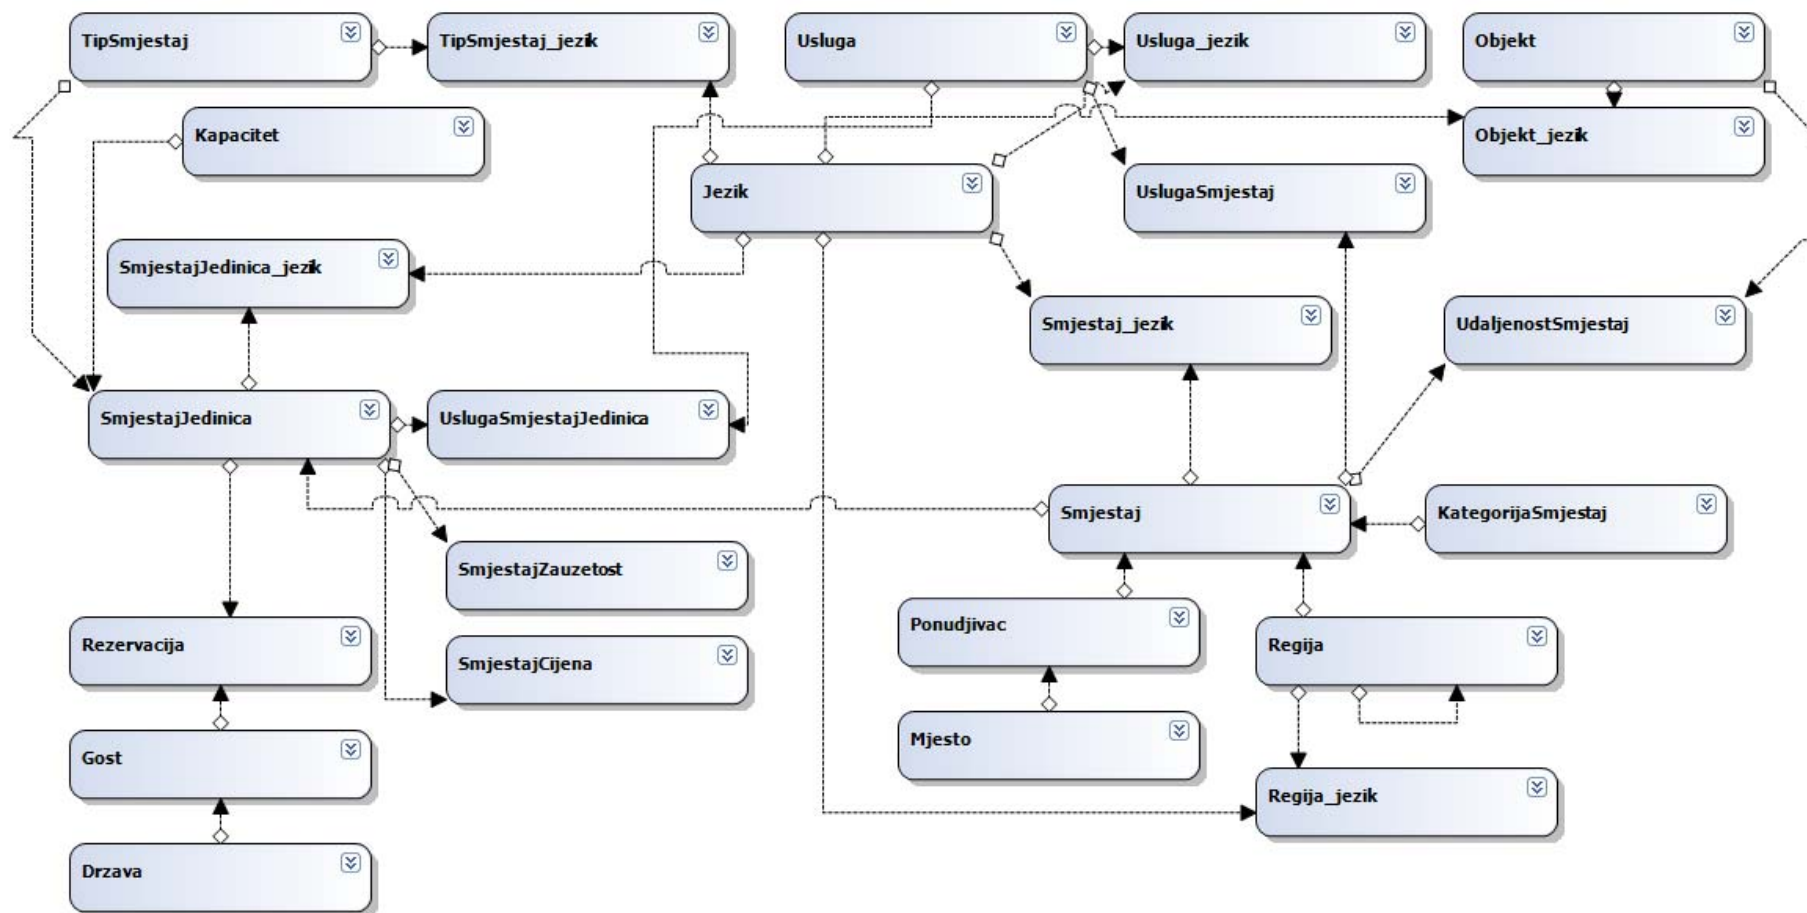 TipSmjestaj
TipSmjestaj_jezik
Usluga
Usluga_jezik
Objekt
Kapacitet
Objekt_jezik
Jezik
UslugaSmjestaj
SmjestajJedinica_jezik
Smjestaj_jezik
UdaljenostSmjestaj
SmjestajJedinica
UslugaSmjestajJedinica
Smjestaj
KategorijaSmjestaj
SmjestajZauzetost
Ponudjivac
Rezervacija
Regija
SmjestajCijena
Mjesto
Gost
Regija_jezik
Drzava